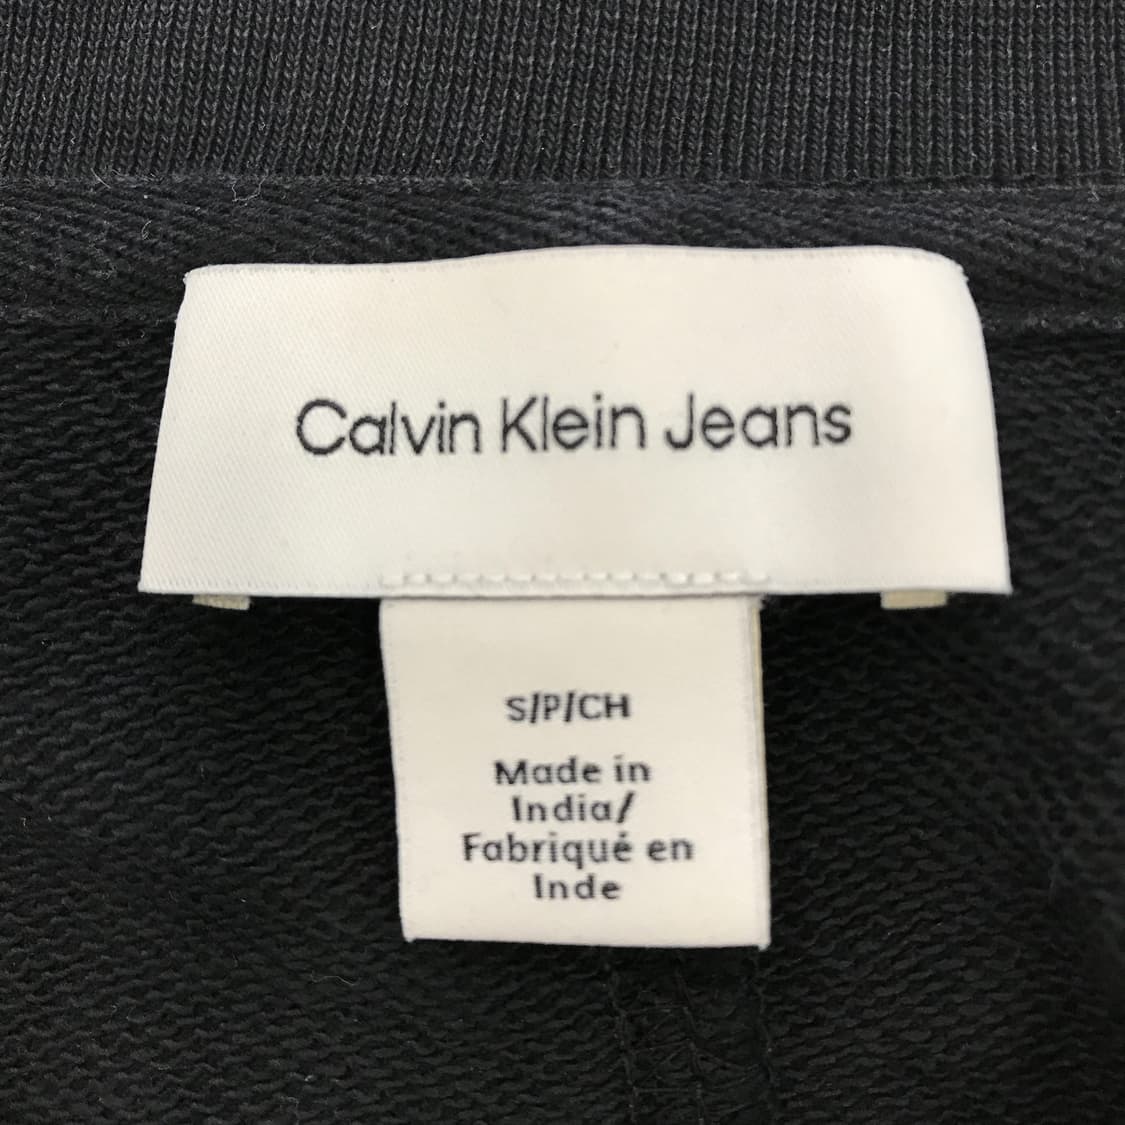 Calvin Klein Jeans
S/P/CH
Made in
India/
Fabriqué en
Inde